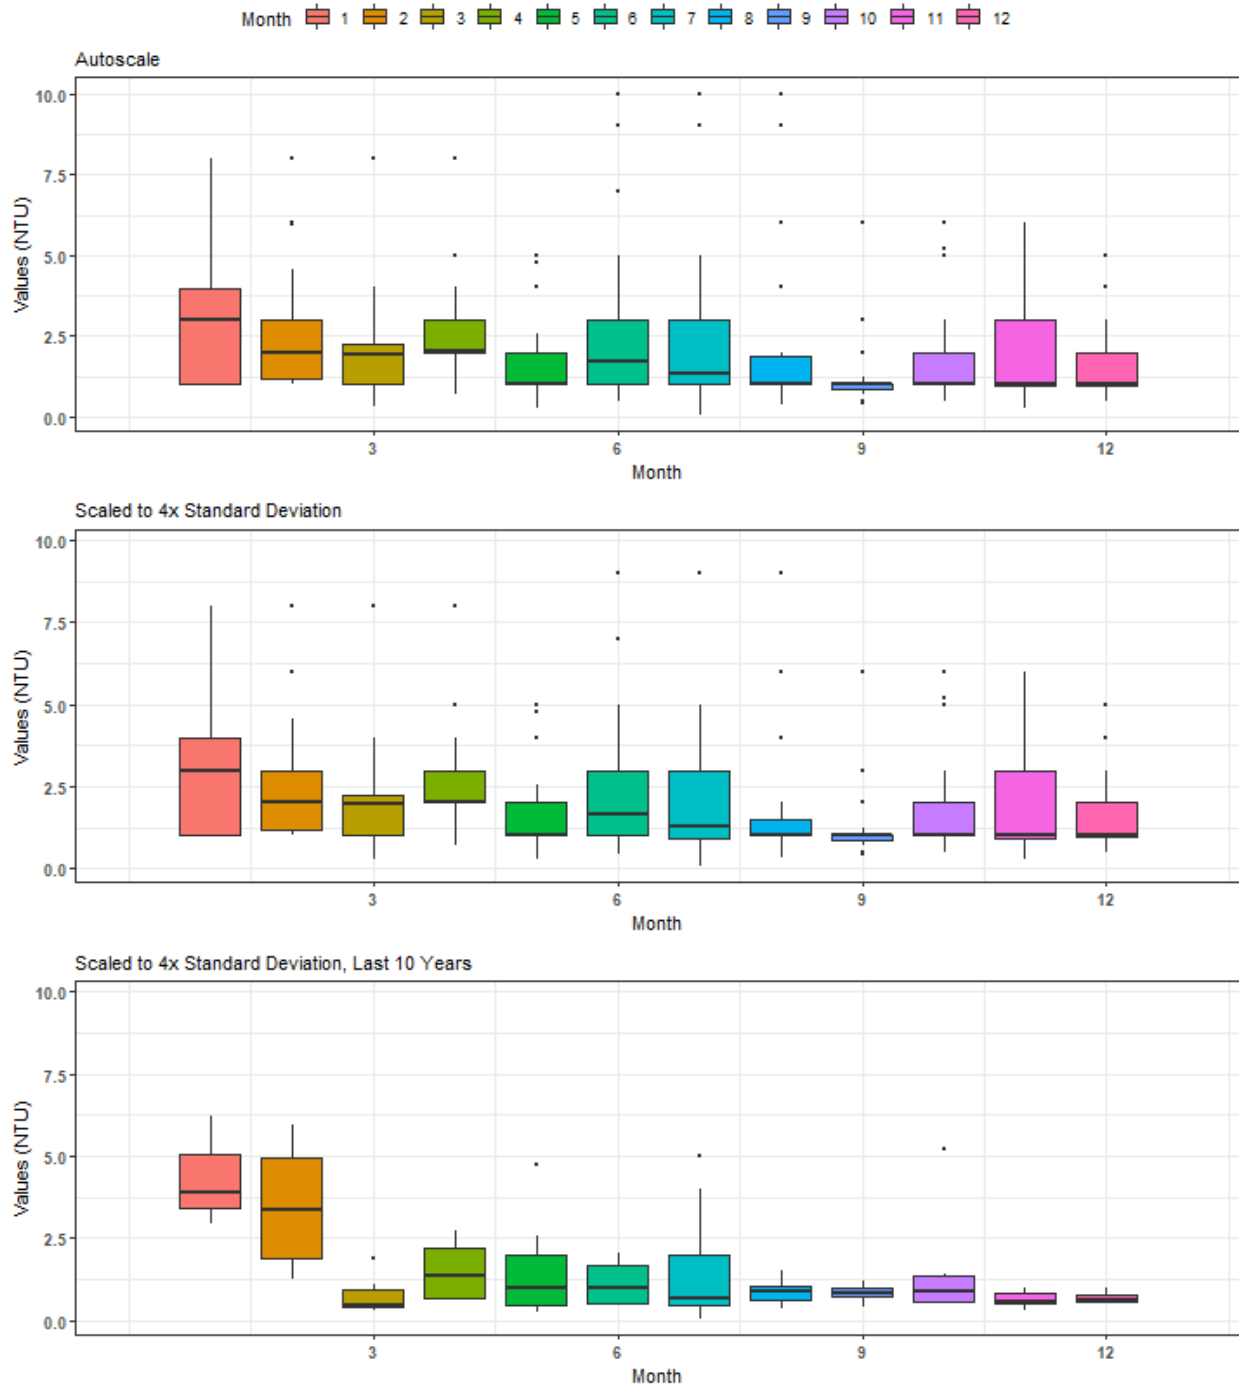 Month 1 2 3 4 5 6 7 8 9 10 11 12
Autoscale
10.0
7.5
5.0
2.5
0.0
Values (NTU)
3 6 9 12
Month
Scaled to 4x Standard Deviation
10.0
7.5
5.0
2.5
0.0
Values (NTU)
3 6 9 12
Month
Scaled to 4x Standard Deviation, Last 10 Years
10.0
7.5
5.0
2.5
0.0
Values (NTU)
3 6 9 12
Month